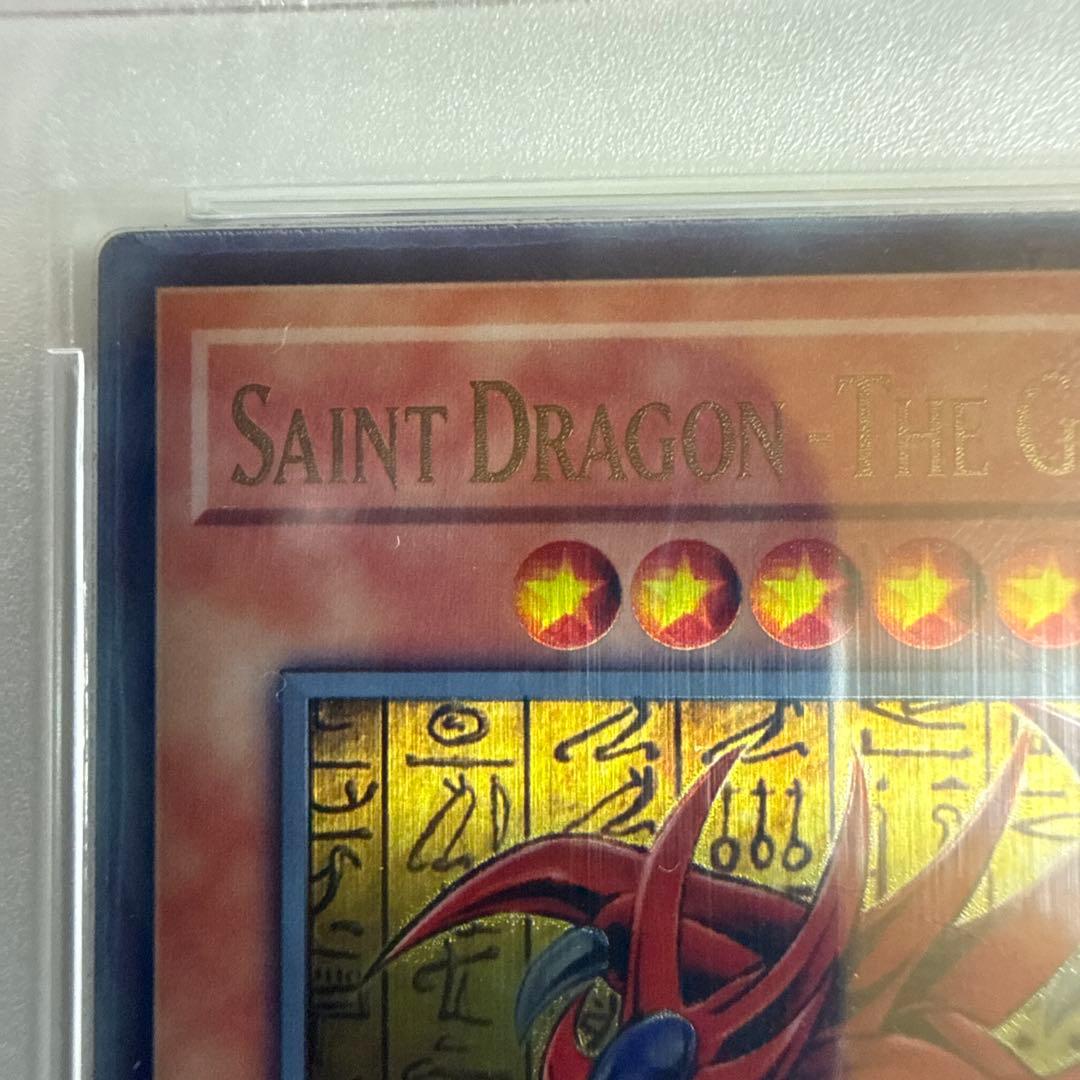 SAINT DRAGON - THE G